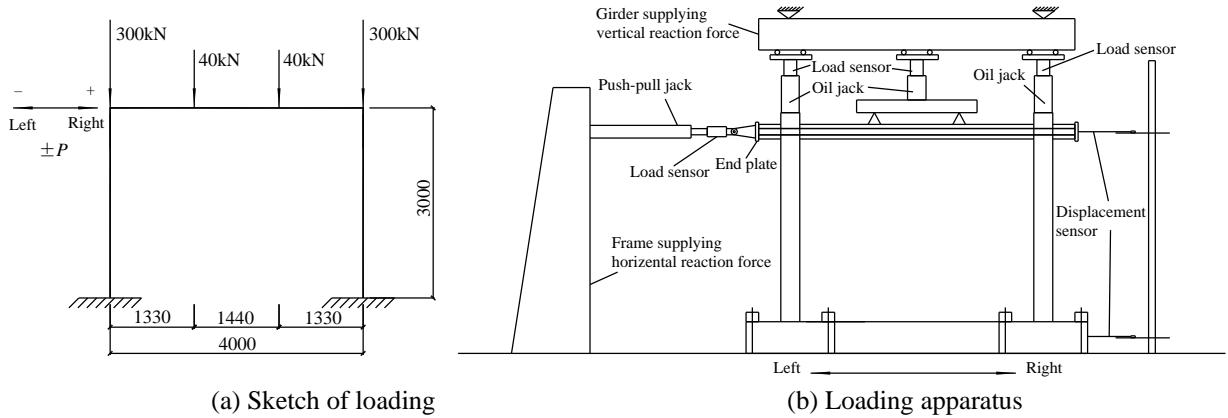 300kN
300kN
40kN
40kN
−
+
Left
Right
±P
3000
1330
1440
1330
4000
(a) Sketch of loading
Girder supplying
vertical reaction force
Load sensor
Load sensor
Oil jack
Oil jack
Push-pull jack
End plate
Load sensor
Displacement
sensor
Frame supplying
horizental reaction force
Left
Right
(b) Loading apparatus